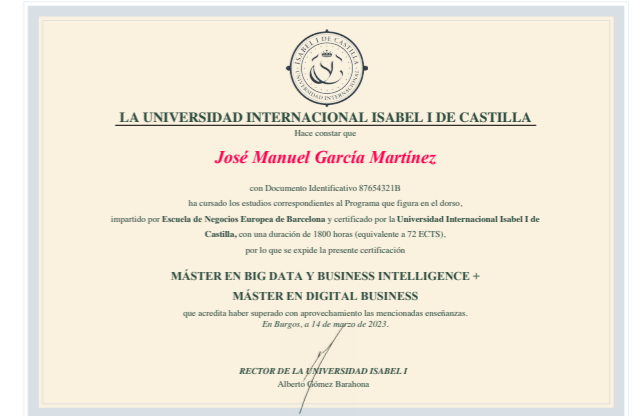 ISABEL I DE CASTILLA
UNIVERSIDAD INTERNACIONAL
LA UNIVERSIDAD INTERNACIONAL ISABEL I DE CASTILLA
Hace constar que
José Manuel García Martínez
con Documento Identificativo 87654321B
ha cursado los estudios correspondientes al Programa que figura en el dorso,
impartido por Escuela de Negocios Europea de Barcelona y certificado por la Universidad Internacional Isabel I de
Castilla, con una duración de 1800 horas (equivalente a 72 ECTS),
por lo que se expide la presente certificación
MÁSTER EN BIG DATA Y BUSINESS INTELLIGENCE +
MÁSTER EN DIGITAL BUSINESS
que acredita haber superado con aprovechamiento las mencionadas enseñanzas.
En Burgos, a 14 de marzo de 2023.
RECTOR DE LA UNIVERSIDAD ISABEL I
Alberto Gómez Barahona